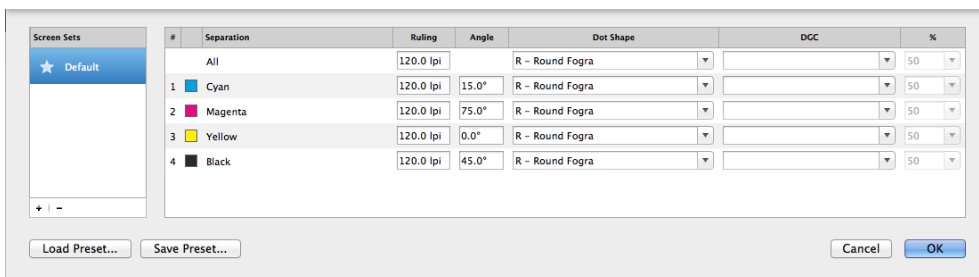 Screen Sets
Default
+ | -
# Separation Ruling Angle Dot Shape DGC %
All 120.0 lpi R – Round Fogra 50
1 Cyan 120.0 lpi 15.0° R – Round Fogra 50
2 Magenta 120.0 lpi 75.0° R – Round Fogra 50
3 Yellow 120.0 lpi 0.0° R – Round Fogra 50
4 Black 120.0 lpi 45.0° R – Round Fogra 50
Load Preset... Save Preset... Cancel OK